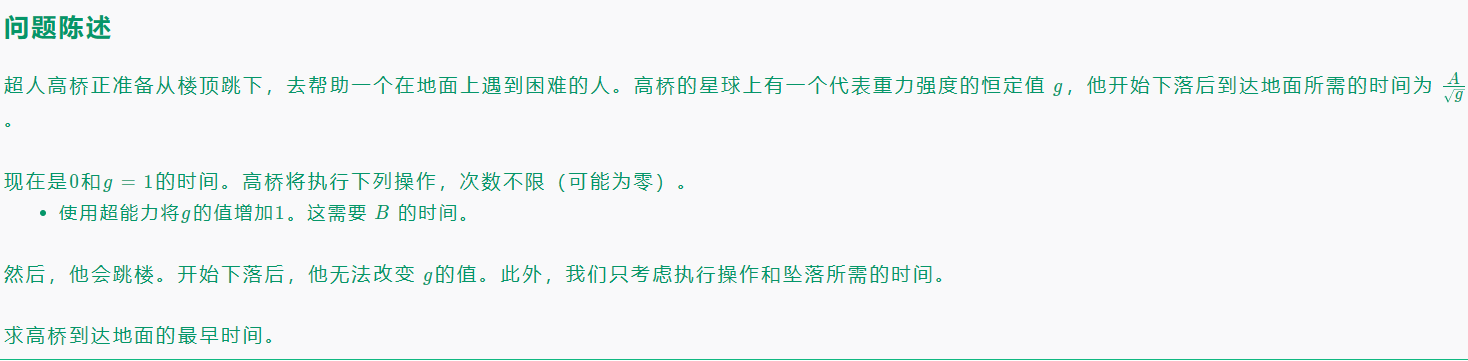 问题陈述
超人高桥正准备从楼顶跳下，去帮助一个在地面上遇到困难的人。高桥的星球上有一个代表重力强度的恒定值 g，他开始下落后到达地面所需的时间为 A/√g
。
现在是0和g = 1的时间。高桥将执行下列操作，次数不限（可能为零）。
• 使用超能力将g的值增加1。这需要 B 的时间。
然后，他会跳楼。开始下落后，他无法改变 g的值。此外，我们只考虑执行操作和坠落所需的时间。
求高桥到达地面的最早时间。